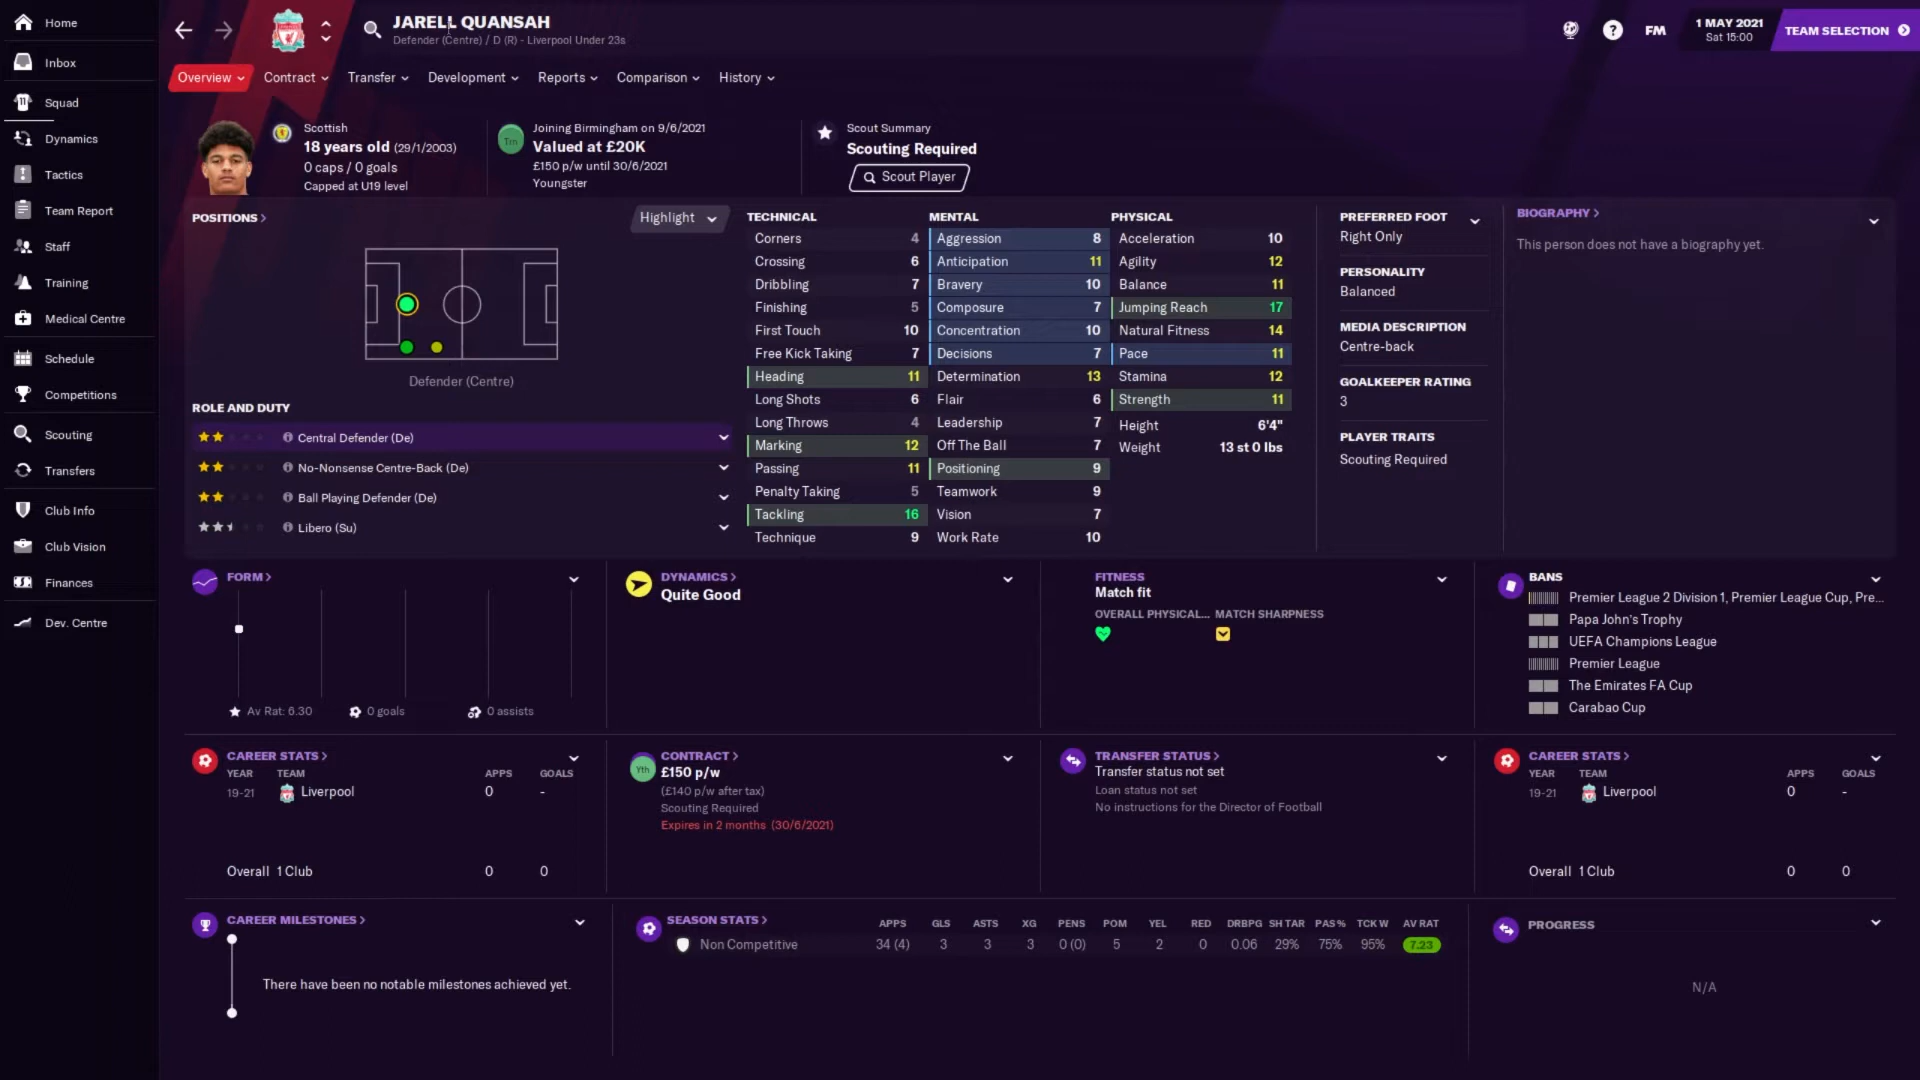 Home
Inbox
Squad
Dynamics
Tactics
Team Report
Staff
Training
Medical Centre
Schedule
Competitions
Scouting
Transfers
Club Info
Club Vision
Finances
Dev. Centre
JARELL QUANSAH
Defender (Centre) / D (R) - Liverpool Under 23s
FM
1 MAY 2021
Sat 15:00
TEAM SELECTION
Overview
Contract
Transfer
Development
Reports
Comparison
History
Scottish
18 years old (29/1/2003)
0 caps / 0 goals
Capped at U19 level
Trn
Joining Birmingham on 9/6/2021
Valued at £20K
£150 p/w until 30/6/2021
Youngster
Scout Summary
Scouting Required
Scout Player
POSITIONS >
Highlight
Defender (Centre)
ROLE AND DUTY
Central Defender (De)
No-Nonsense Centre-Back (De)
Ball Playing Defender (De)
Libero (Su)
TECHNICAL
Corners 4
Crossing 6
Dribbling 7
Finishing 5
First Touch 10
Free Kick Taking 7
Heading 11
Long Shots 6
Long Throws 4
Marking 12
Passing 11
Penalty Taking 5
Tackling 16
Technique 9
MENTAL
Aggression 8
Anticipation 11
Bravery 10
Composure 7
Concentration 10
Decisions 7
Determination 13
Flair 6
Leadership 7
Off The Ball 7
Positioning 9
Teamwork 9
Vision 7
Work Rate 10
PHYSICAL
Acceleration 10
Agility 12
Balance 11
Jumping Reach 17
Natural Fitness 14
Pace 11
Stamina 12
Strength 11
Height 6'4"
Weight 13 st 0 lbs
PREFERRED FOOT
Right Only
PERSONALITY
Balanced
MEDIA DESCRIPTION
Centre-back
GOALKEEPER RATING
3
PLAYER TRAITS
Scouting Required
BIOGRAPHY >
This person does not have a biography yet.
FORM >
Av Rat: 6.30 0 goals 0 assists
DYNAMICS >
Quite Good
FITNESS
Match fit
OVERALL PHYSICAL... MATCH SHARPNESS
BANS
Premier League 2 Division 1, Premier League Cup, Pre...
Papa John's Trophy
UEFA Champions League
Premier League
The Emirates FA Cup
Carabao Cup
CAREER STATS >
YEAR TEAM APPS GOALS
19-21 Liverpool 0 -
Overall 1 Club 0 0
Yth
CONTRACT >
£150 p/w
(£140 p/w after tax)
Scouting Required
Expires in 2 months (30/6/2021)
TRANSFER STATUS >
Transfer status not set
Loan status not set
No instructions for the Director of Football
CAREER STATS >
YEAR TEAM APPS GOALS
19-21 Liverpool 0 -
Overall 1 Club 0 0
CAREER MILESTONES >
There have been no notable milestones achieved yet.
SEASON STATS > APPS GLS ASTS XG PENS POM YEL RED DRBPG SH TAR PAS % TCK W AV RAT
Non Competitive 34 (4) 3 3 3 0 (0) 5 2 0 0.06 29% 75% 95% 7.23
PROGRESS
N/A